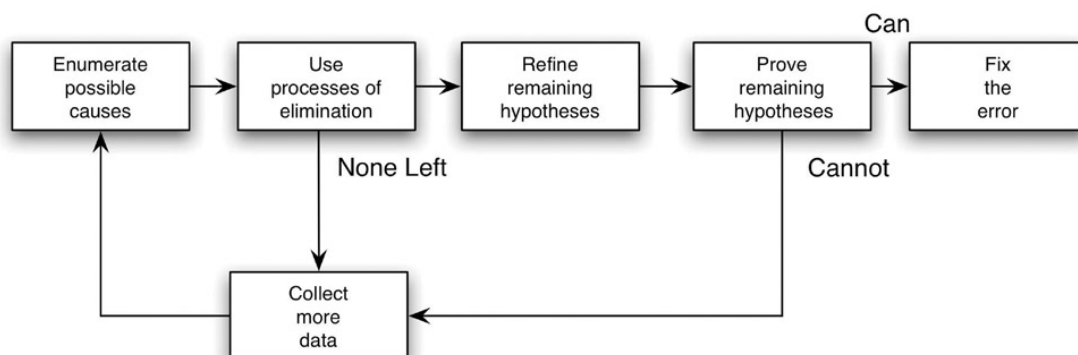 Can
Enumerate
possible
causes
Use
processes of
elimination
Refine
remaining
hypotheses
Prove
remaining
hypotheses
Fix
the
error
None Left
Cannot
Collect
more
data